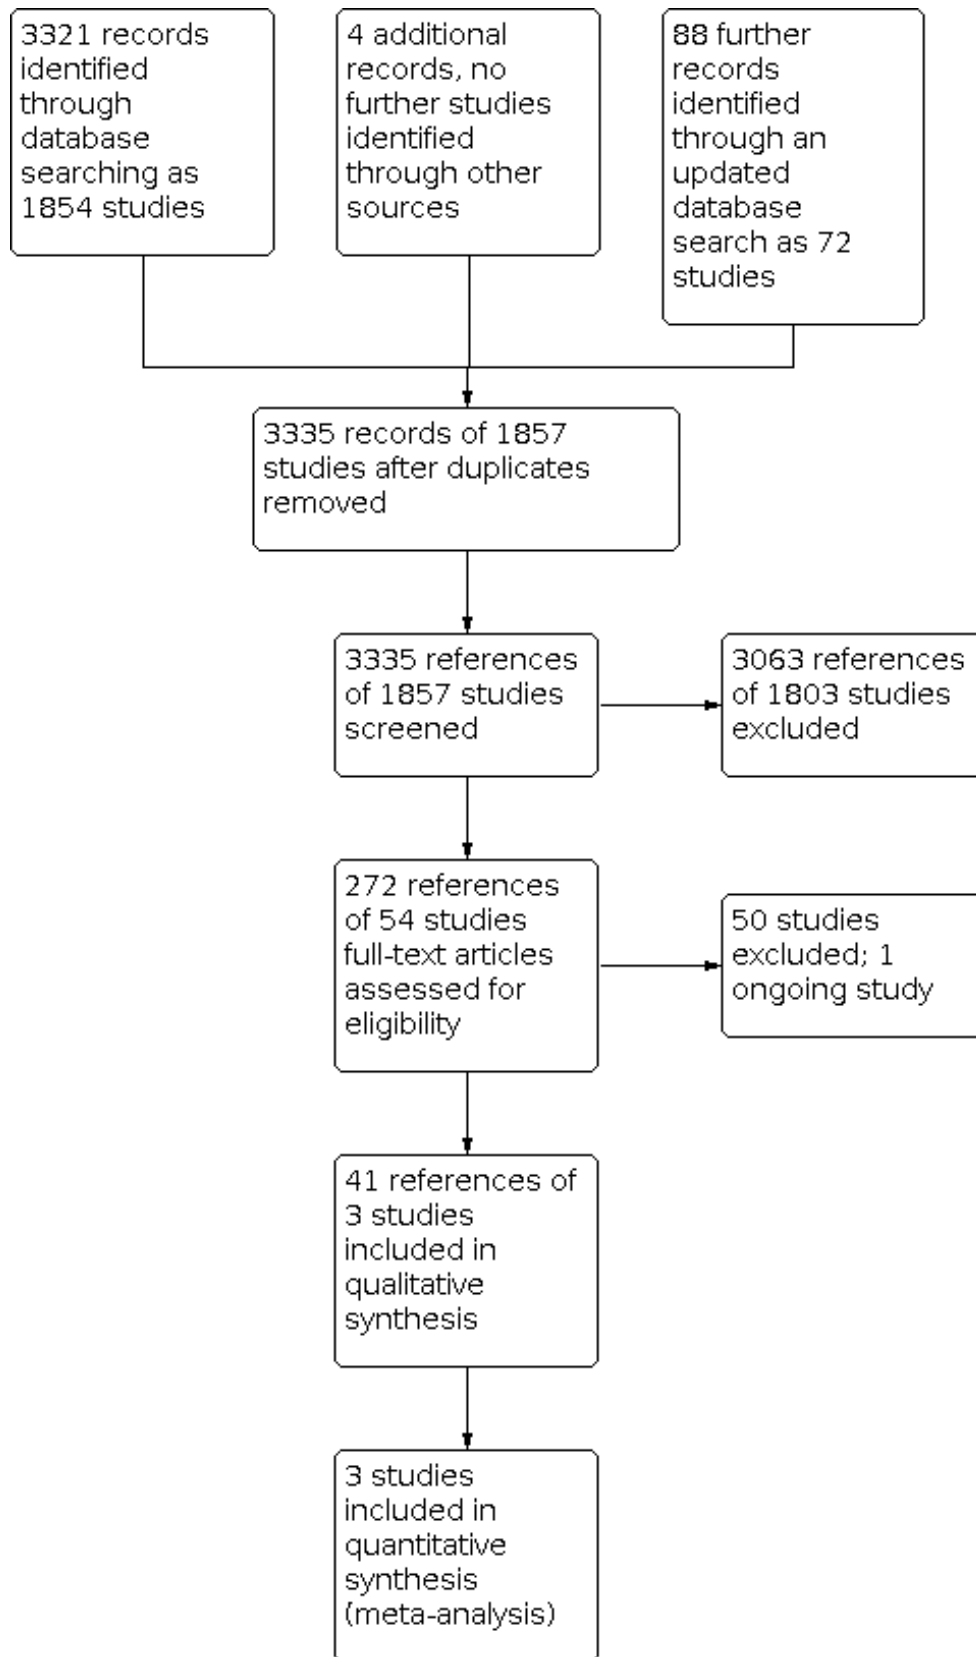 3321 records
identified
through
database
searching as
1854 studies
4 additional
records, no
further studies
identified
through other
sources
88 further
records
identified
through an
updated
database
search as 72
studies
3335 records of 1857
studies after duplicates
removed
3335 references
of 1857 studies
screened
3063 references
of 1803 studies
excluded
272 references
of 54 studies
full-text articles
assessed for
eligibility
50 studies
excluded; 1
ongoing study
41 references of
3 studies
included in
qualitative
synthesis
3 studies
included in
quantitative
synthesis
(meta-analysis)